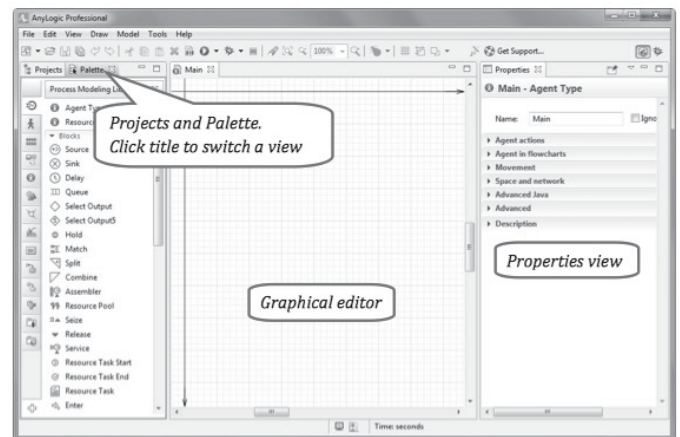 AnyLogic Professional
File Edit View Draw Model Tools Help
100%
Get Support...
Projects Palette
Main
Properties
Process Modeling Li
Agent Ty
Resourc
Blocks
Source
Sink
Delay
Queue
Select Output
Select Output5
Hold
Match
Split
Combine
Assembler
Resource Pool
Seize
Release
Service
Resource Task Start
Resource Task End
Resource Task
Enter
Projects and Palette.
Click title to switch a view
Graphical editor
Main - Agent Type
Name: Main Igno
Agent actions
Agent in flowcharts
Movement
Space and network
Advanced Java
Advanced
Description
Properties view
Time: seconds